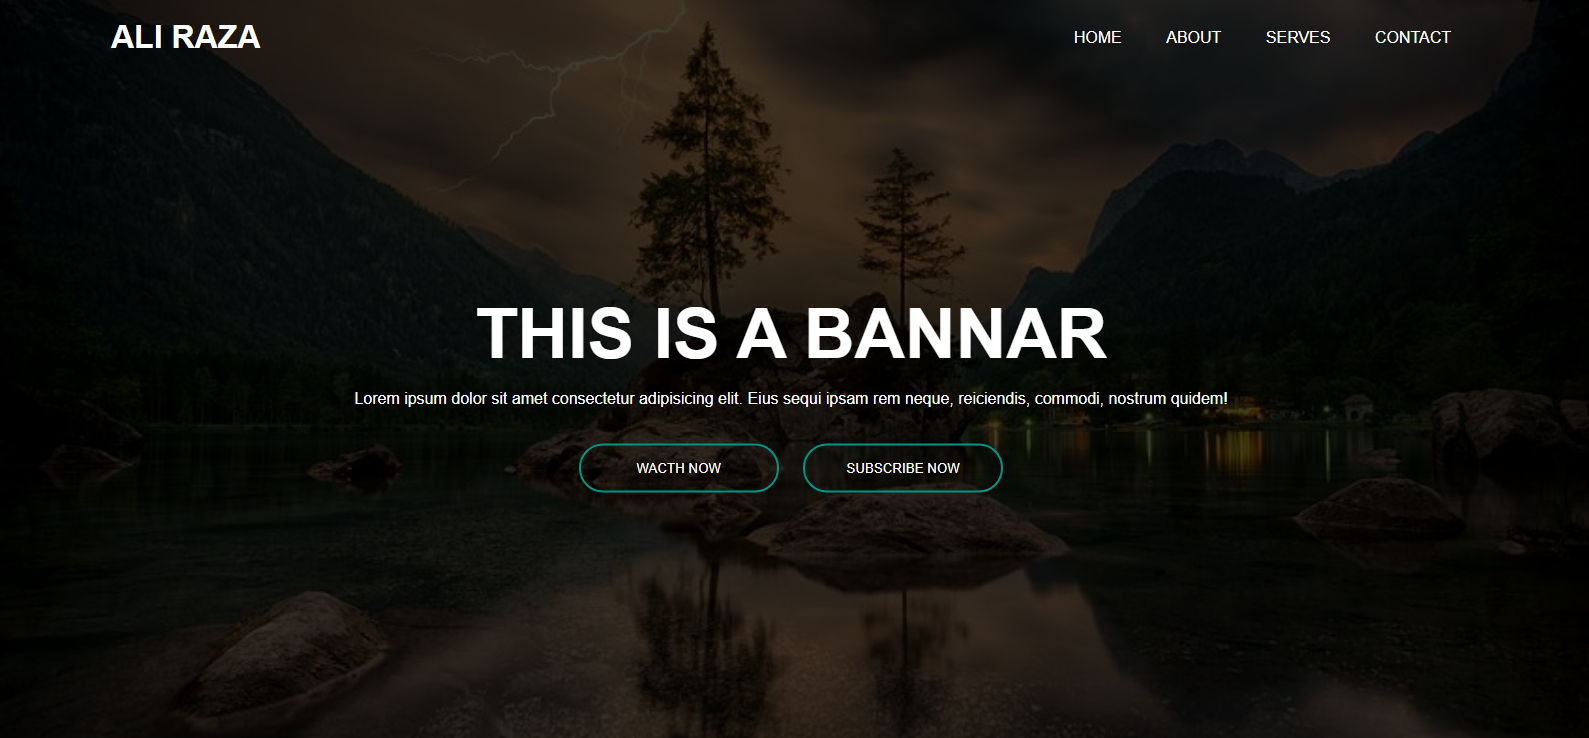 ALI RAZA
HOME ABOUT SERVES CONTACT
THIS IS A BANNAR
Lorem ipsum dolor sit amet consectetur adipisicing elit. Eius sequi ipsam rem neque, reiciendis, commodi, nostrum quidem!
WACTH NOW SUBSCRIBE NOW